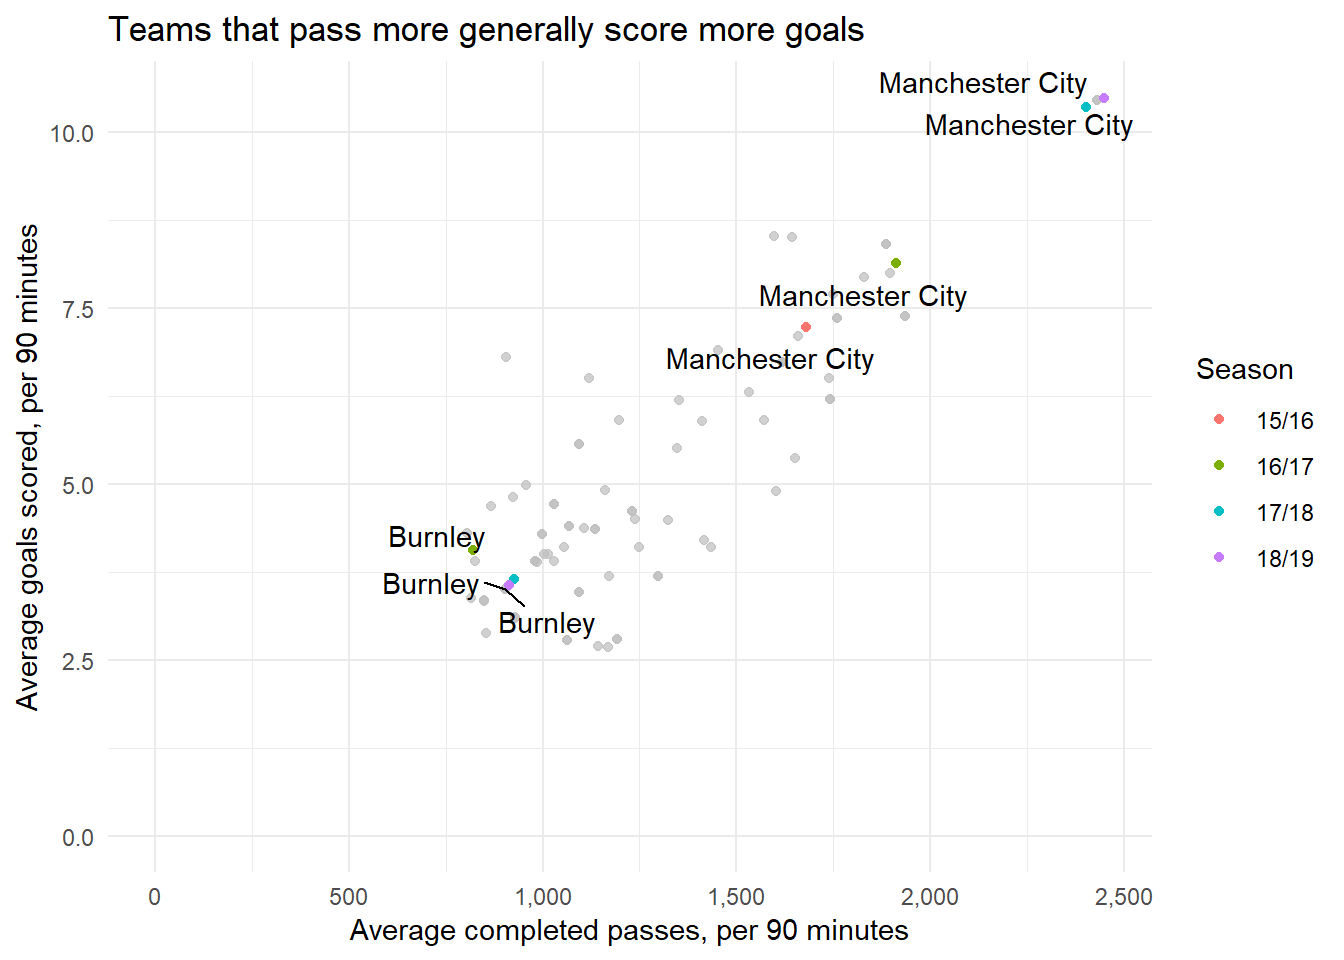 Teams that pass more generally score more goals
Manchester City
Manchester City
Manchester City
Manchester City
Burnley
Burnley
Burnley
10.0
7.5
5.0
2.5
0.0
Average goals scored, per 90 minutes
0
500
1,000
1,500
2,000
2,500
Average completed passes, per 90 minutes
Season
15/16
16/17
17/18
18/19